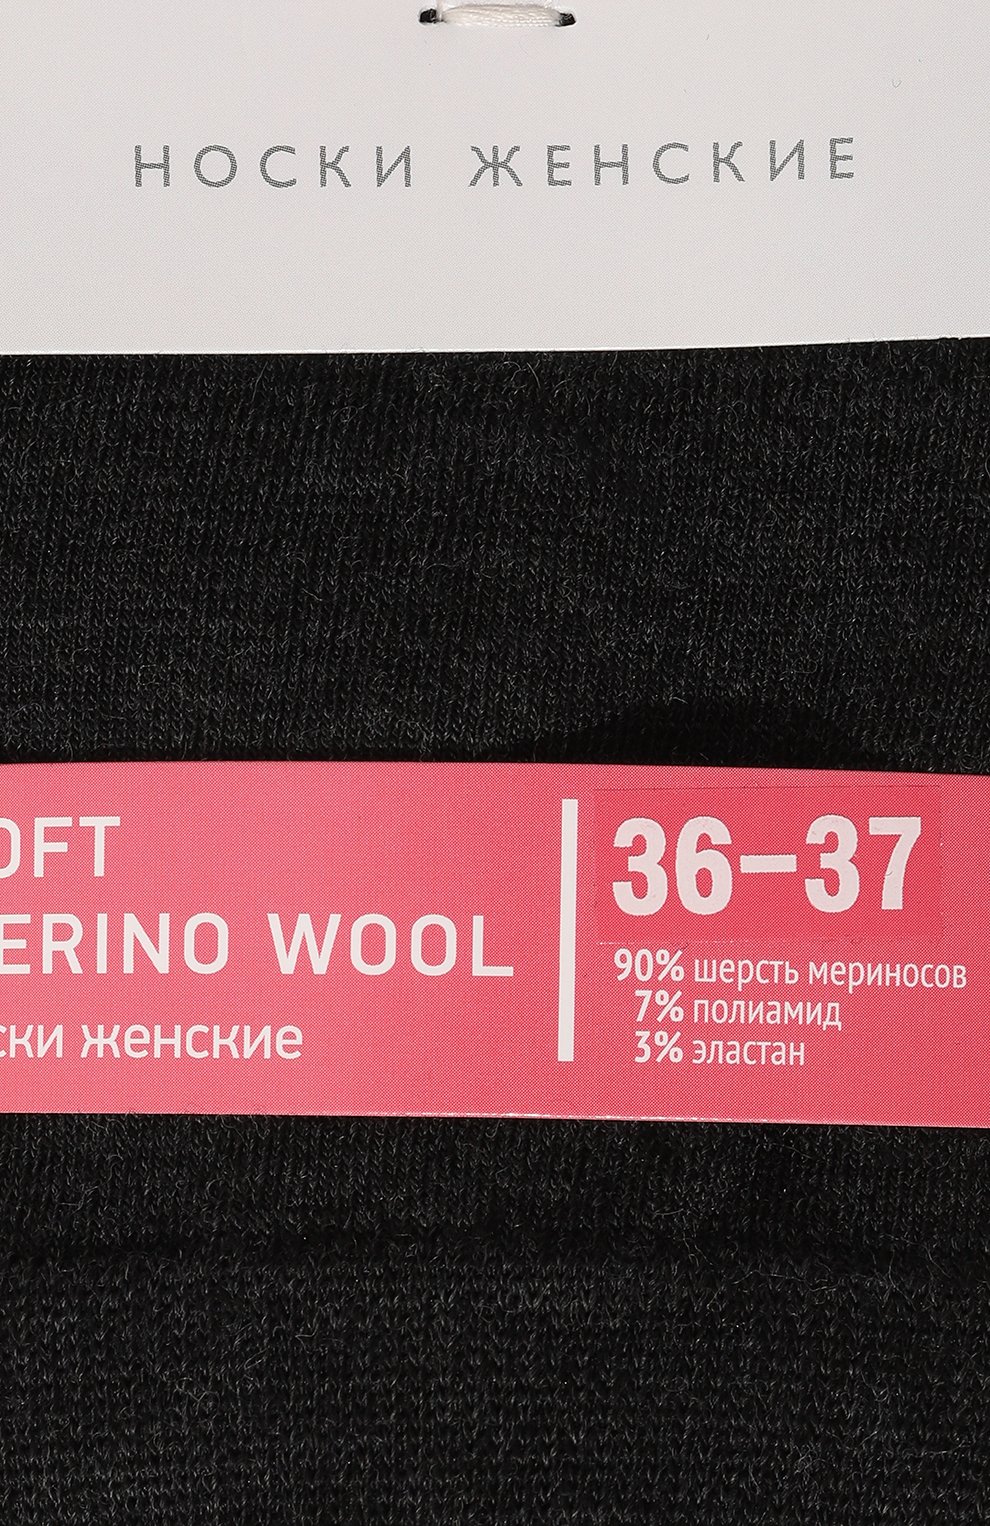 НОСКИ ЖЕНСКИЕ
OFT
ERINO WOOL
ски женские
36–37
90% шерсть мериносов
7% полиамид
3% эластан